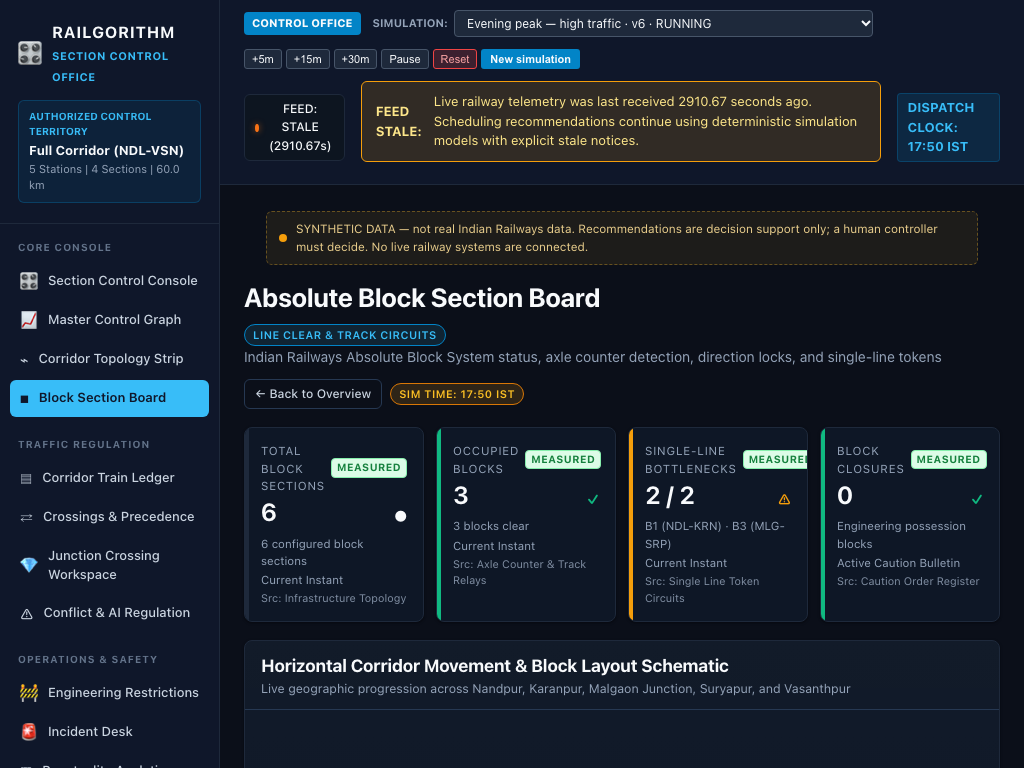 RAILGORITHM
SECTION CONTROL
OFFICE
AUTHORIZED CONTROL
TERRITORY
Full Corridor (NDL-VSN)
5 Stations | 4 Sections | 60.0
km
CORE CONSOLE
Section Control Console
Master Control Graph
Corridor Topology Strip
Block Section Board
TRAFFIC REGULATION
Corridor Train Ledger
Crossings & Precedence
Junction Crossing
Workspace
Conflict & AI Regulation
OPERATIONS & SAFETY
Engineering Restrictions
Incident Desk
CONTROL OFFICE
SIMULATION:
Evening peak — high traffic · v6 · RUNNING
+5m
+15m
+30m
Pause
Reset
New simulation
FEED:
STALE
(2910.67s)
FEED
STALE:
Live railway telemetry was last received 2910.67 seconds ago.
Scheduling recommendations continue using deterministic simulation
models with explicit stale notices.
DISPATCH
CLOCK:
17:50 IST
SYNTHETIC DATA — not real Indian Railways data. Recommendations are decision support only; a human controller
must decide. No live railway systems are connected.
Absolute Block Section Board
LINE CLEAR & TRACK CIRCUITS
Indian Railways Absolute Block System status, axle counter detection, direction locks, and single-line tokens
← Back to Overview
SIM TIME: 17:50 IST
TOTAL
BLOCK
SECTIONS
MEASURED
6
6 configured block
sections
Current Instant
Src: Infrastructure Topology
OCCUPIED
BLOCKS
MEASURED
3
3 blocks clear
Current Instant
Src: Axle Counter & Track
Relays
SINGLE-LINE
BOTTLENECKS
MEASURED
2 / 2
B1 (NDL-KRN) · B3 (MLG-
SRP)
Current Instant
Src: Single Line Token
Circuits
BLOCK
CLOSURES
MEASURED
0
Engineering possession
blocks
Active Caution Bulletin
Src: Caution Order Register
Horizontal Corridor Movement & Block Layout Schematic
Live geographic progression across Nandpur, Karanpur, Malgaon Junction, Suryapur, and Vasanthpur